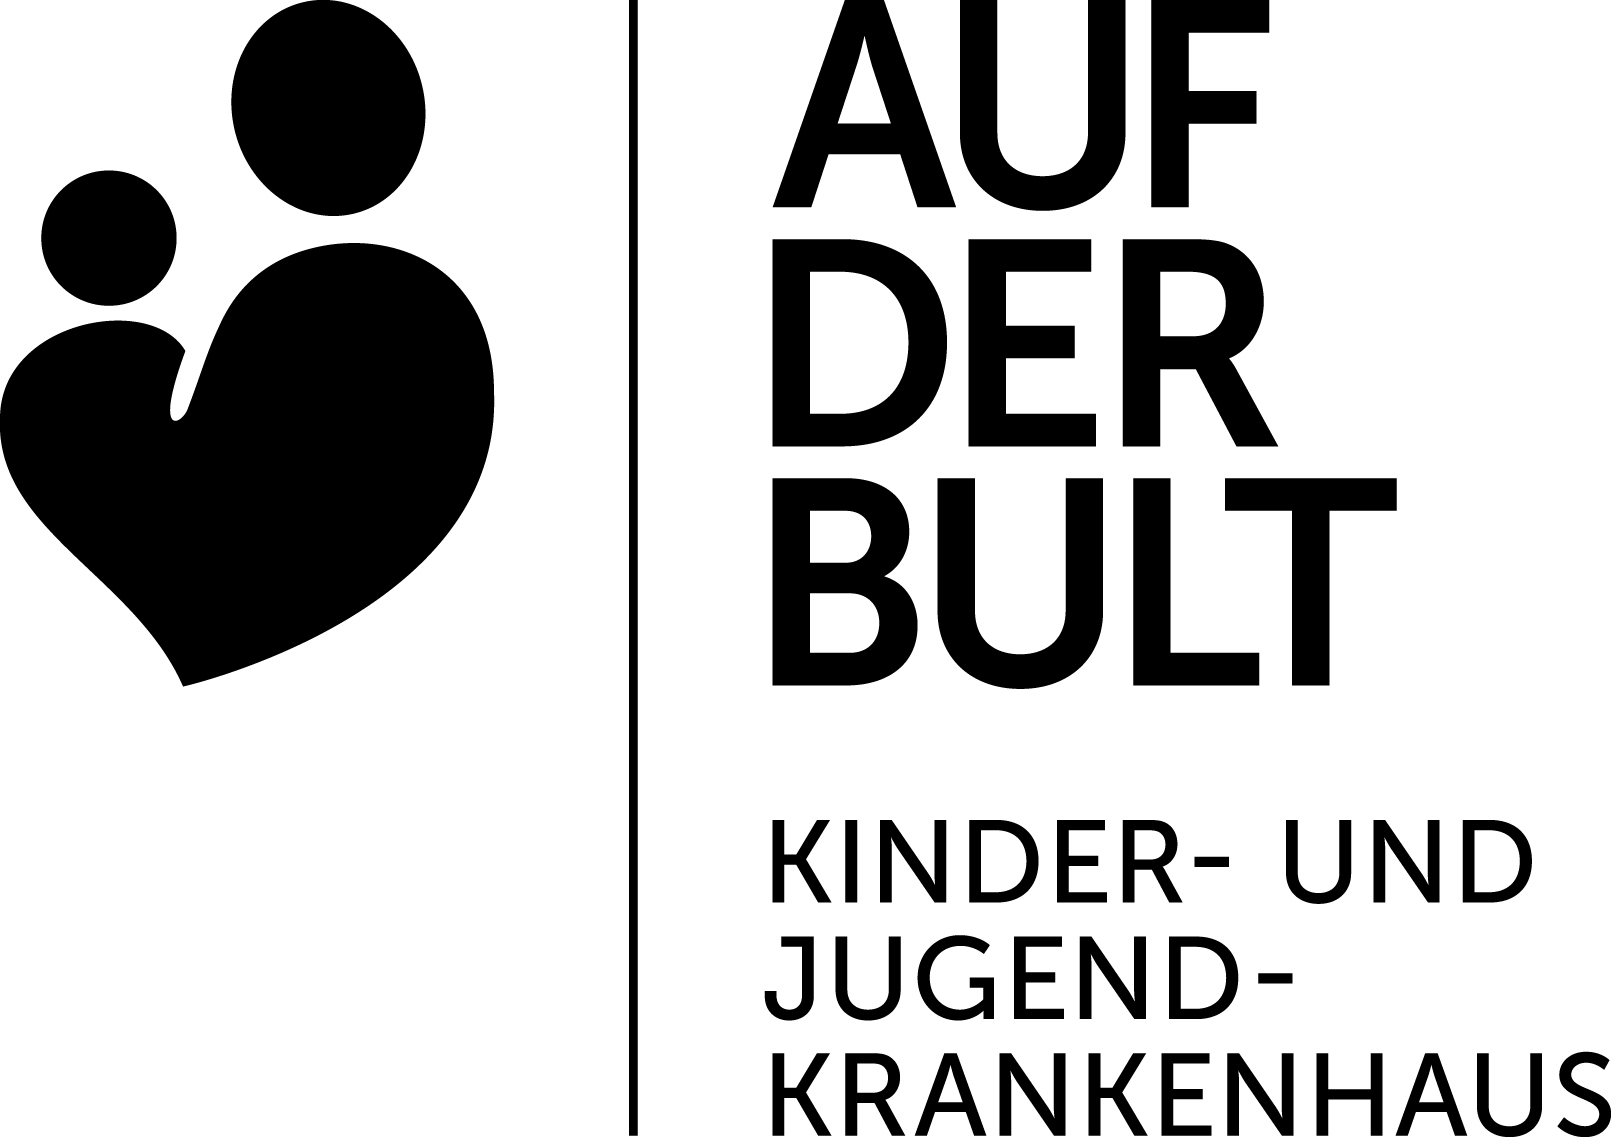 AUF
DER
BULT
KINDER- UND
JUGEND-
KRANKENHAUS